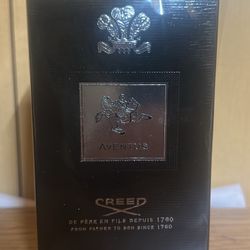 AVENTUS
CREED
DE PÈRE EN FILS DEPUIS 1760
FROM FATHER TO SON SINCE 1760